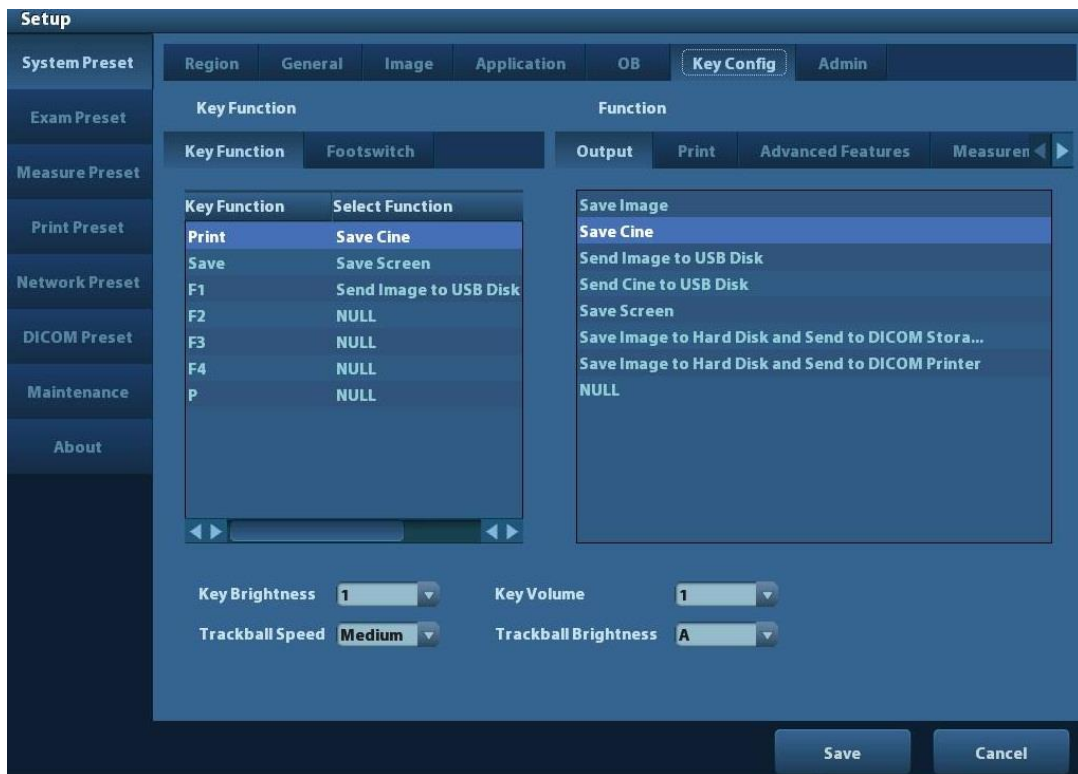 Setup
System Preset
Exam Preset
Measure Preset
Print Preset
Network Preset
DICOM Preset
Maintenance
About
Region General Image Application OB Key Config Admin
Key Function
Key Function Footswitch
Key Function Select Function
Print Save Cine
Save Save Screen
F1 Send Image to USB Disk
F2 NULL
F3 NULL
F4 NULL
P NULL
Function
Output Print Advanced Features Measurem
Save Image
Save Cine
Send Image to USB Disk
Send Cine to USB Disk
Save Screen
Save Image to Hard Disk and Send to DICOM Stora...
Save Image to Hard Disk and Send to DICOM Printer
NULL
Key Brightness 1 Key Volume 1
Trackball Speed Medium Trackball Brightness A
Save Cancel